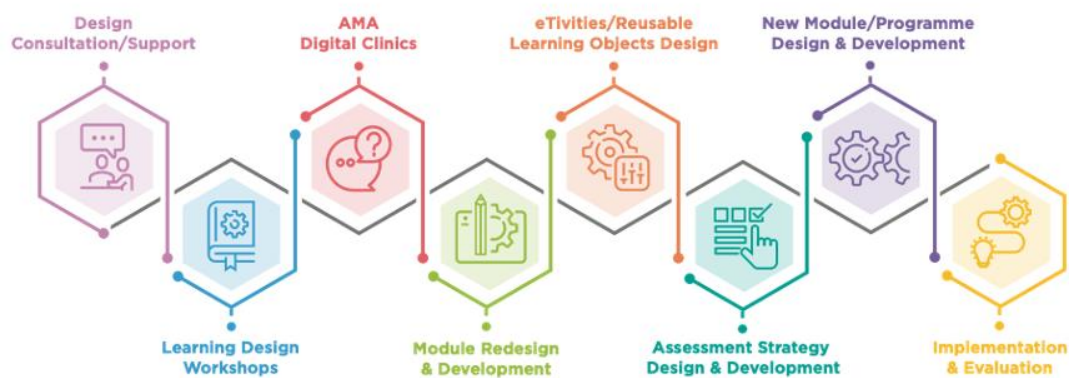 Design
Consultation/Support
AMA
Digital Clinics
eTivities/Reusable
Learning Objects Design
New Module/Programme
Design & Development
Learning Design
Workshops
Module Redesign
& Development
Assessment Strategy
Design & Development
Implementation
& Evaluation